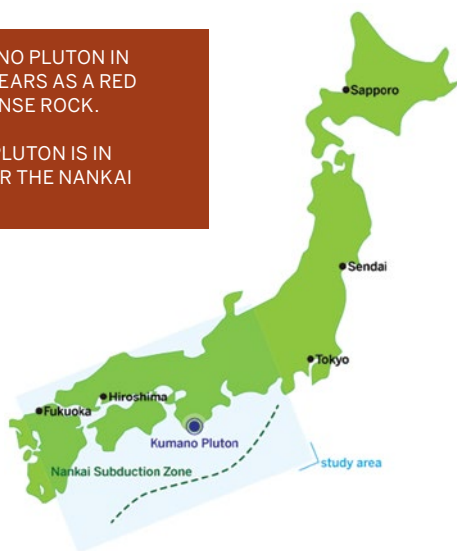 NO PLUTON IN
EARS AS A RED
NSE ROCK.
PLUTON IS IN
R THE NANKAI
Sapporo
Sendai
Tokyo
Hiroshima
Fukuoka
Kumano Pluton
Nankai Subduction Zone
study area